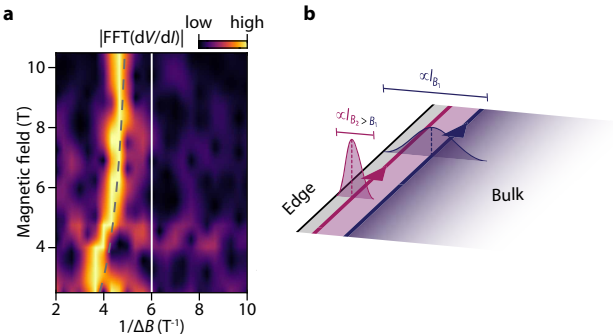 a
|FFT(dV/dI)|
low high
Magnetic field (T)
10
8
6
4
2 4 6 8 10
1/ΔB (T⁻¹)
b
∝l_B₁
∝l_B₂ > B₁
Edge
Bulk